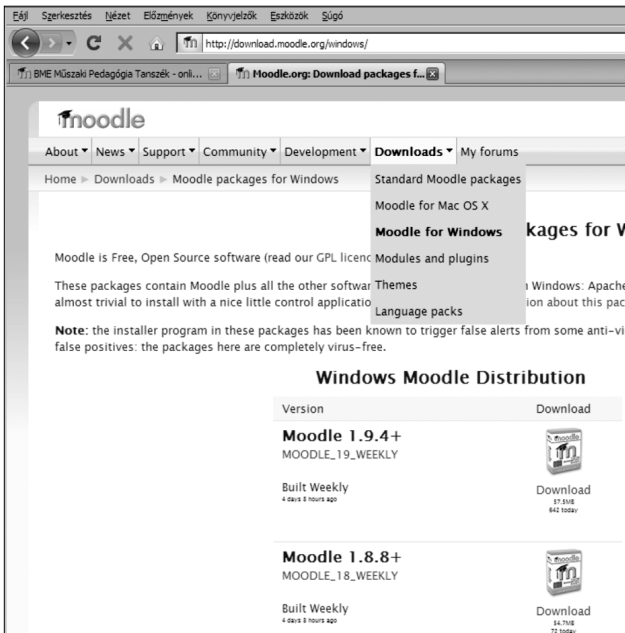 Fájl Szerkesztés Nézet Előzmények Könyvjelzők Eszközök Súgó
http://download.moodle.org/windows/
BME Műszaki Pedagógia Tanszék - onli... Moodle.org: Download packages f...
moodle
About News Support Community Development Downloads My forums
Home Downloads Moodle packages for Windows
Standard Moodle packages
Moodle for Mac OS X
Moodle for Windows
Modules and plugins
Themes
Language packs
kages for W
Moodle is Free, Open Source software (read our GPL licenc
These packages contain Moodle plus all the other softwar Windows: Apache
almost trivial to install with a nice little control applicatio ion about this pac
Note: the installer program in these packages has been known to trigger false alerts from some anti-vi
false positives: the packages here are completely virus-free.
Windows Moodle Distribution
Version Download
Moodle 1.9.4+
MOODLE_19_WEEKLY
Built Weekly
4 days 8 hours ago
Download
57.5MB
642 today
Moodle 1.8.8+
MOODLE_18_WEEKLY
Built Weekly
4 days 8 hours ago
Download
54.7MB
72 today